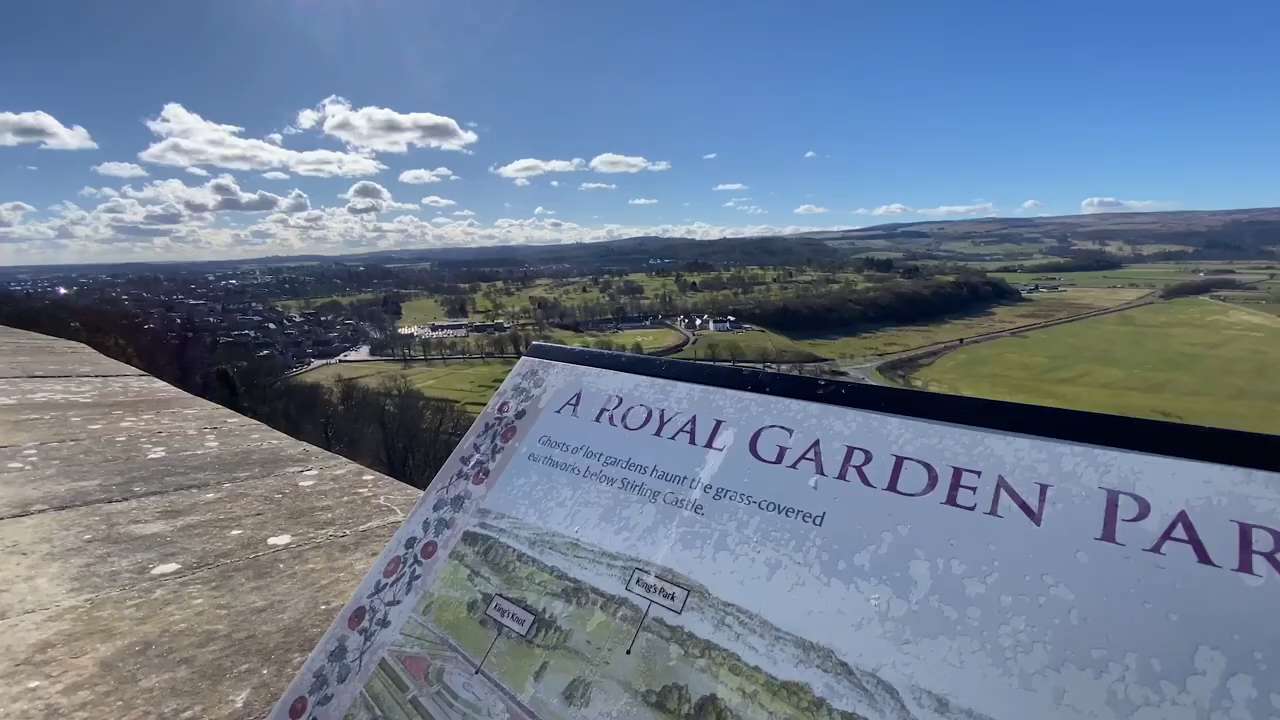 A ROYAL GARDEN PAR
Ghosts of lost gardens haunt the grass-covered
earthworks below Stirling Castle.
King's Park
King's Knot